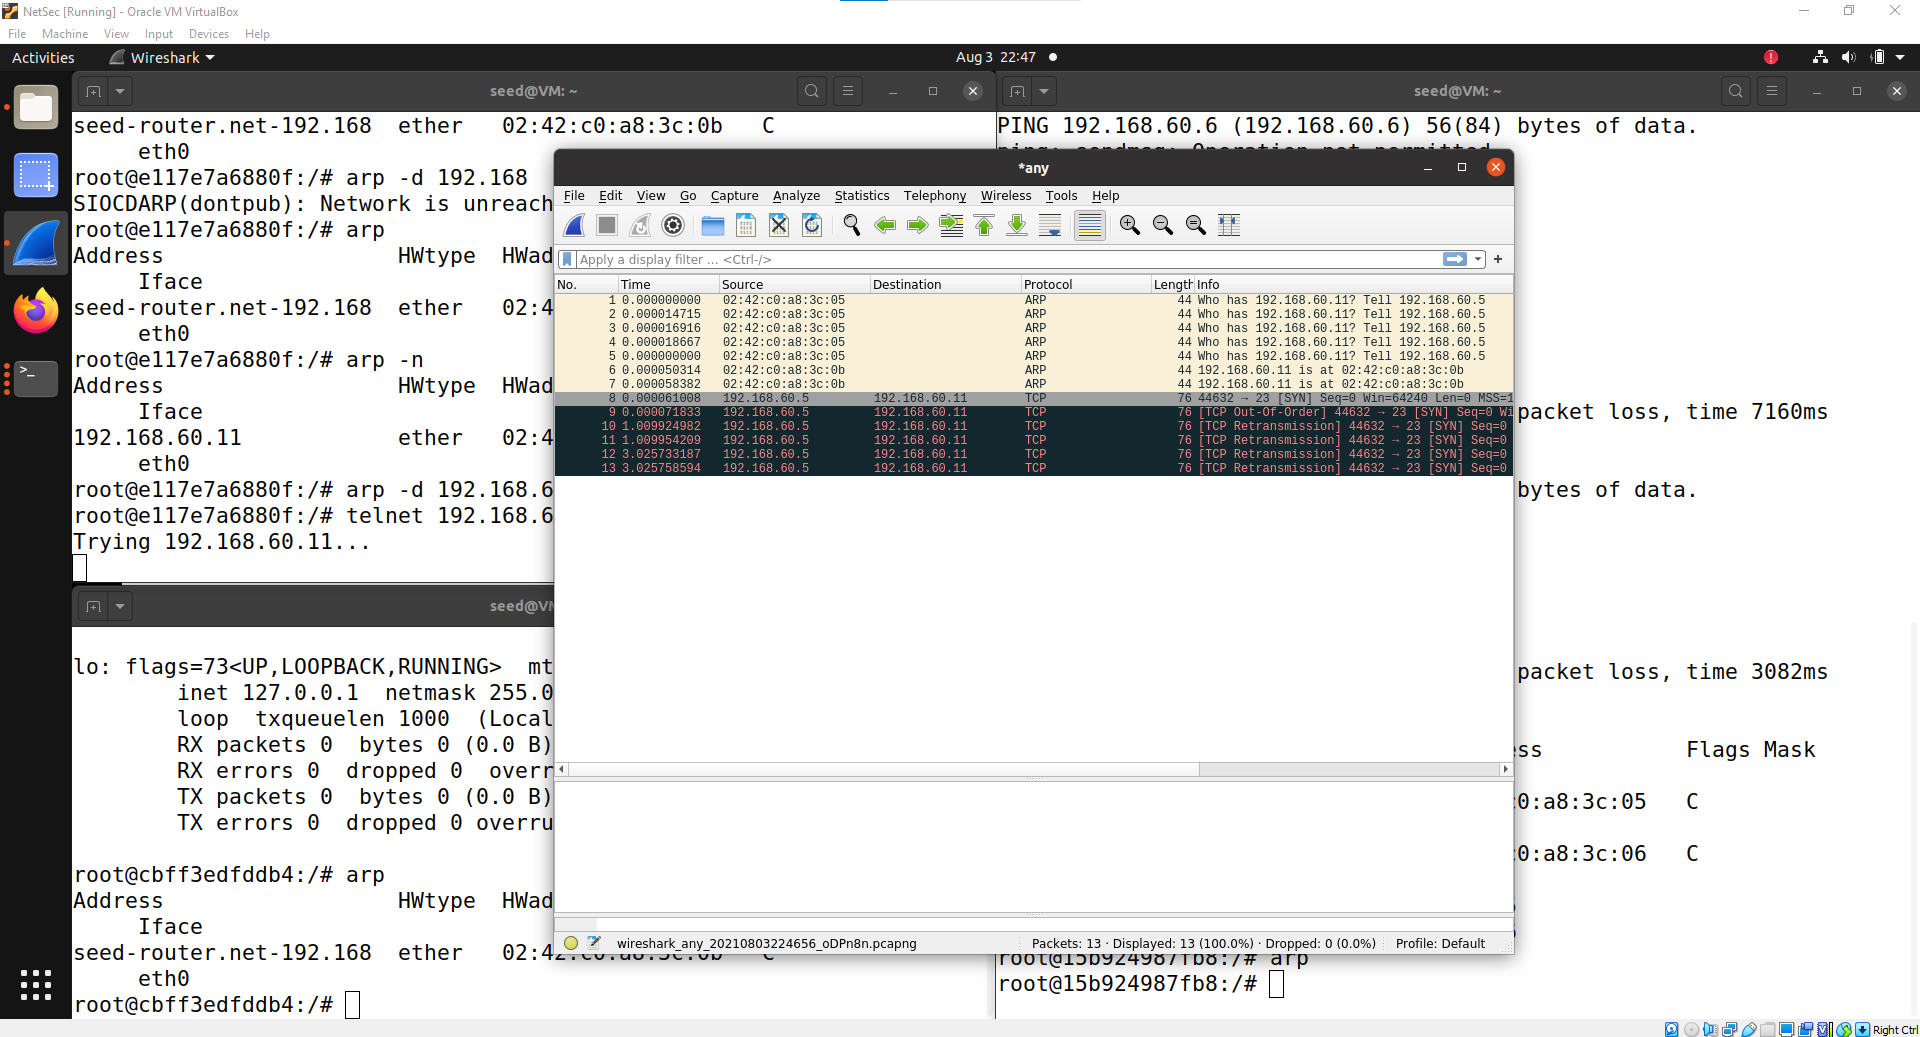 NetSec [Running] - Oracle VM VirtualBox
File Machine View Input Devices Help
Activities Wireshark Aug 3 22:47
seed@VM: ~
seed-router.net-192.168 ether 02:42:c0:a8:3c:0b C
eth0
root@e117e7a6880f:/# arp -d 192.168
SIOCDARP(dontpub): Network is unreach
root@e117e7a6880f:/# arp
Address HWtype HWad
Iface
seed-router.net-192.168 ether 02:4
eth0
root@e117e7a6880f:/# arp -n
Address HWtype HWad
Iface
192.168.60.11 ether 02:4
eth0
root@e117e7a6880f:/# arp -d 192.168.6
root@e117e7a6880f:/# telnet 192.168.6
Trying 192.168.60.11...
seed@VM
lo: flags=73<UP,LOOPBACK,RUNNING> mt
inet 127.0.0.1 netmask 255.0
loop txqueuelen 1000 (Local
RX packets 0 bytes 0 (0.0 B)
RX errors 0 dropped 0 overr
TX packets 0 bytes 0 (0.0 B)
TX errors 0 dropped 0 overru
root@cbff3edfddb4:/# arp
Address HWtype HWad
Iface
seed-router.net-192.168 ether 02:42:c0:a8:3c:0b C
eth0
root@cbff3edfddb4:/#
seed@VM: ~
PING 192.168.60.6 (192.168.60.6) 56(84) bytes of data.
ping: sendmsg: Operation not permitted
packet loss, time 7160ms
bytes of data.
packet loss, time 3082ms
ss Flags Mask
0:a8:3c:05 C
0:a8:3c:06 C
root@15b924987fb8:/# arp
root@15b924987fb8:/#
*any
File Edit View Go Capture Analyze Statistics Telephony Wireless Tools Help
Apply a display filter ... <Ctrl-/>
No. Time Source Destination Protocol Length Info
1 0.000000000 02:42:c0:a8:3c:05 ARP 44 Who has 192.168.60.11? Tell 192.168.60.5
2 0.000014715 02:42:c0:a8:3c:05 ARP 44 Who has 192.168.60.11? Tell 192.168.60.5
3 0.000016916 02:42:c0:a8:3c:05 ARP 44 Who has 192.168.60.11? Tell 192.168.60.5
4 0.000018667 02:42:c0:a8:3c:05 ARP 44 Who has 192.168.60.11? Tell 192.168.60.5
5 0.000000000 02:42:c0:a8:3c:05 ARP 44 Who has 192.168.60.11? Tell 192.168.60.5
6 0.000050314 02:42:c0:a8:3c:0b ARP 44 192.168.60.11 is at 02:42:c0:a8:3c:0b
7 0.000058382 02:42:c0:a8:3c:0b ARP 44 192.168.60.11 is at 02:42:c0:a8:3c:0b
8 0.000061008 192.168.60.5 192.168.60.11 TCP 76 44632 → 23 [SYN] Seq=0 Win=64240 Len=0 MSS=1
9 0.000071833 192.168.60.5 192.168.60.11 TCP 76 [TCP Out-Of-Order] 44632 → 23 [SYN] Seq=0 Wi
10 1.009924982 192.168.60.5 192.168.60.11 TCP 76 [TCP Retransmission] 44632 → 23 [SYN] Seq=0
11 1.009954209 192.168.60.5 192.168.60.11 TCP 76 [TCP Retransmission] 44632 → 23 [SYN] Seq=0
12 3.025733187 192.168.60.5 192.168.60.11 TCP 76 [TCP Retransmission] 44632 → 23 [SYN] Seq=0
13 3.025758594 192.168.60.5 192.168.60.11 TCP 76 [TCP Retransmission] 44632 → 23 [SYN] Seq=0
wireshark_any_20210803224656_oDPn8n.pcapng Packets: 13 · Displayed: 13 (100.0%) · Dropped: 0 (0.0%) Profile: Default
Right Ctrl